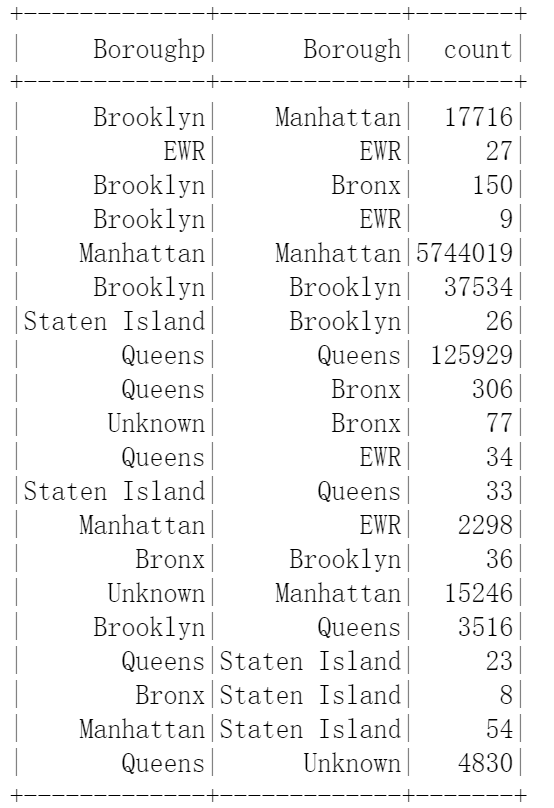 +-------------+-------------+-------+
|     Boroughp|      Borough|  count|
+-------------+-------------+-------+
|     Brooklyn|    Manhattan|  17716|
|          EWR|          EWR|     27|
|     Brooklyn|        Bronx|    150|
|     Brooklyn|          EWR|      9|
|    Manhattan|    Manhattan|5744019|
|     Brooklyn|     Brooklyn|  37534|
|Staten Island|     Brooklyn|     26|
|       Queens|       Queens| 125929|
|       Queens|        Bronx|    306|
|      Unknown|        Bronx|     77|
|       Queens|          EWR|     34|
|Staten Island|       Queens|     33|
|    Manhattan|          EWR|   2298|
|        Bronx|     Brooklyn|     36|
|      Unknown|    Manhattan|  15246|
|     Brooklyn|       Queens|   3516|
|       Queens|Staten Island|     23|
|        Bronx|Staten Island|      8|
|    Manhattan|Staten Island|     54|
|       Queens|      Unknown|   4830|
+-------------+-------------+-------+